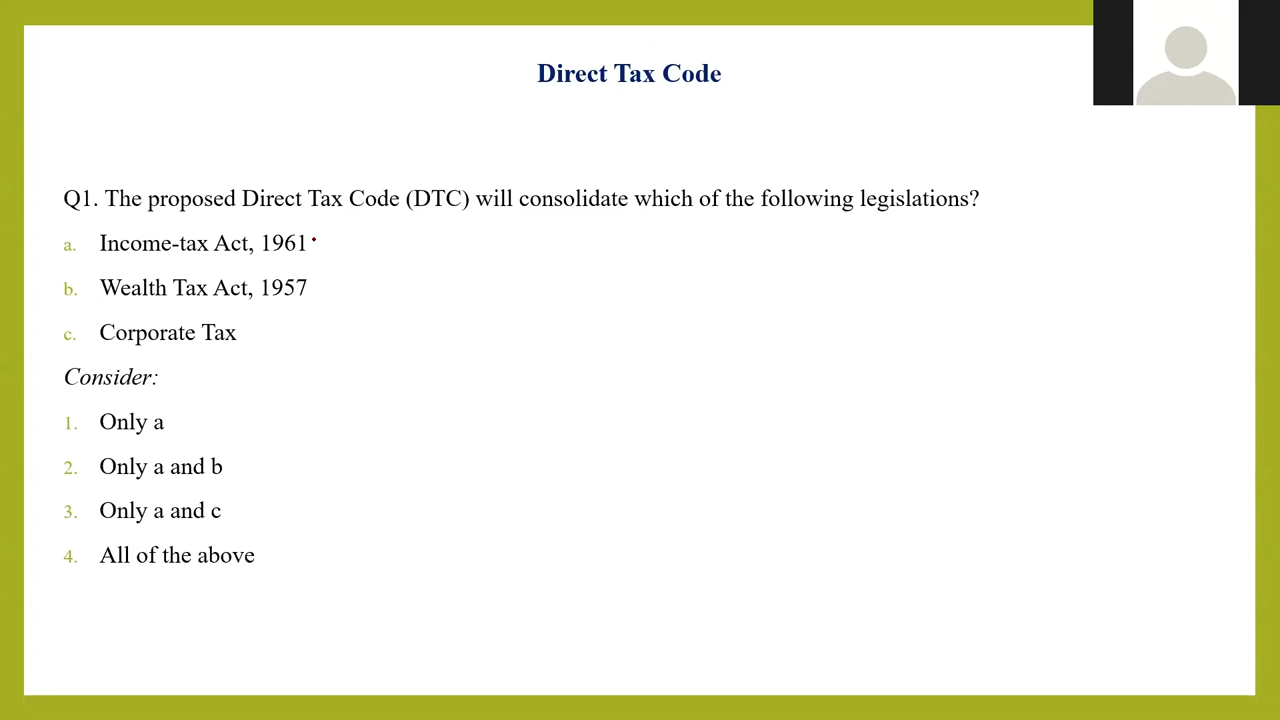 Direct Tax Code
Q1. The proposed Direct Tax Code (DTC) will consolidate which of the following legislations?
a. Income-tax Act, 1961
b. Wealth Tax Act, 1957
c. Corporate Tax
Consider:
1. Only a
2. Only a and b
3. Only a and c
4. All of the above